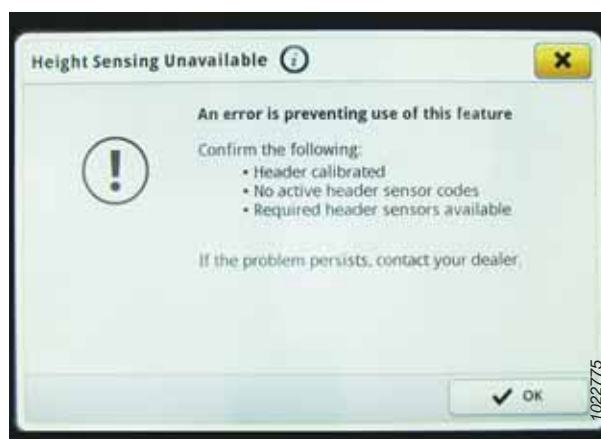 Height Sensing Unavailable
An error is preventing use of this feature
Confirm the following:
• Header calibrated
• No active header sensor codes
• Required header sensors available
If the problem persists, contact your dealer.
OK
1022775